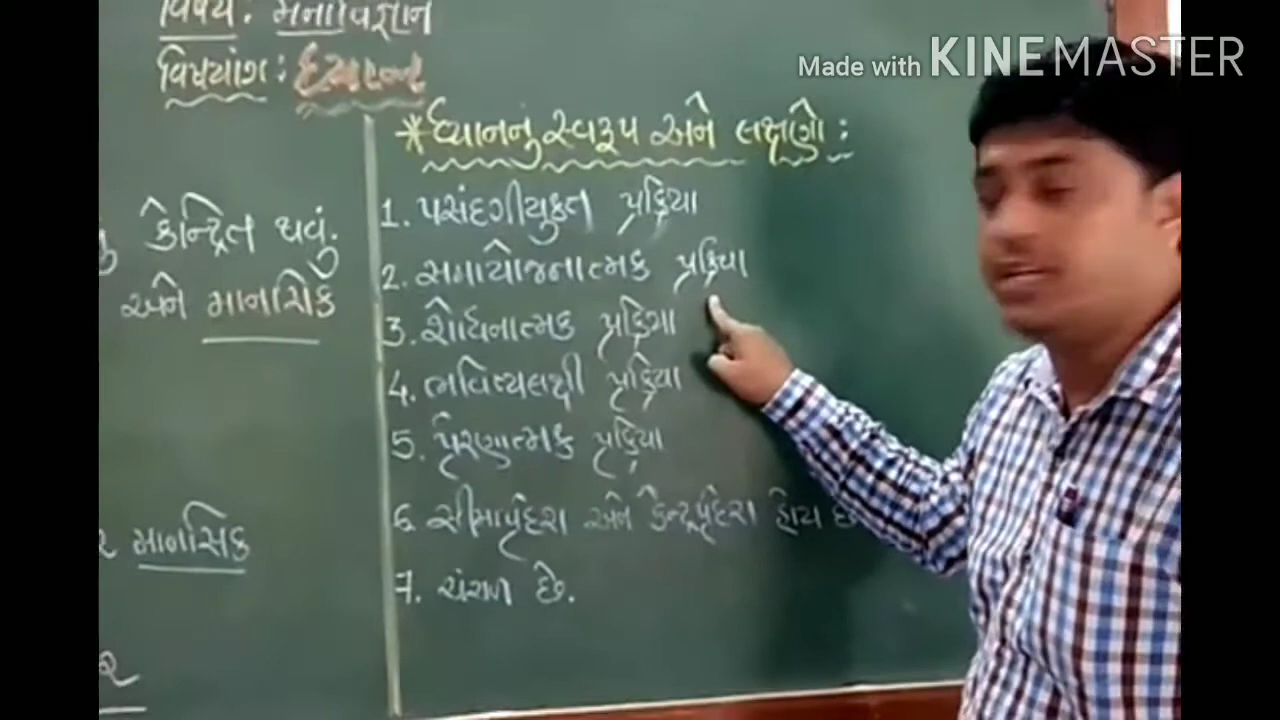 વિષય: મનોવિજ્ઞાન
વિષયાંગ: ધ્યાન
Made with KINEMASTER
*ધ્યાનનું સ્વરૂપ અને લક્ષણો:
કેન્દ્રિત થવું.
અને માનસિક
માનસિક
1. પસંદગીયુક્ત પ્રક્રિયા
2. સમાયોજનાત્મક પ્રક્રિયા
3. શોધનાત્મક પ્રક્રિયા
4. ભવિષ્યલક્ષી પ્રક્રિયા
5. પ્રેરણાત્મક પ્રક્રિયા
6. સીમાપ્રદેશ અને કેન્દ્રપ્રદેશ હોય છે
7. ચંચળ છે.